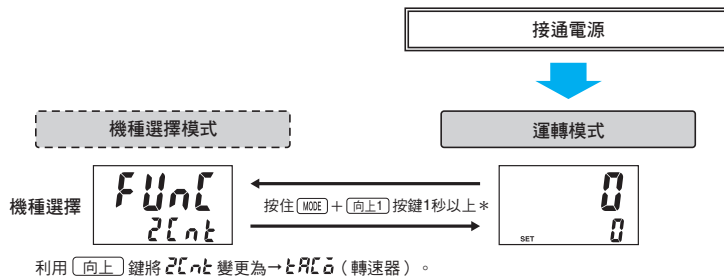 接通電源
機種選擇模式
運轉模式
機種選擇
FUnC
2Cnt
按住 MODE + 向上1 按鍵1秒以上*
0
SET 0
利用 向上 鍵將 2Cnt 變更為→tACo(轉速器)。